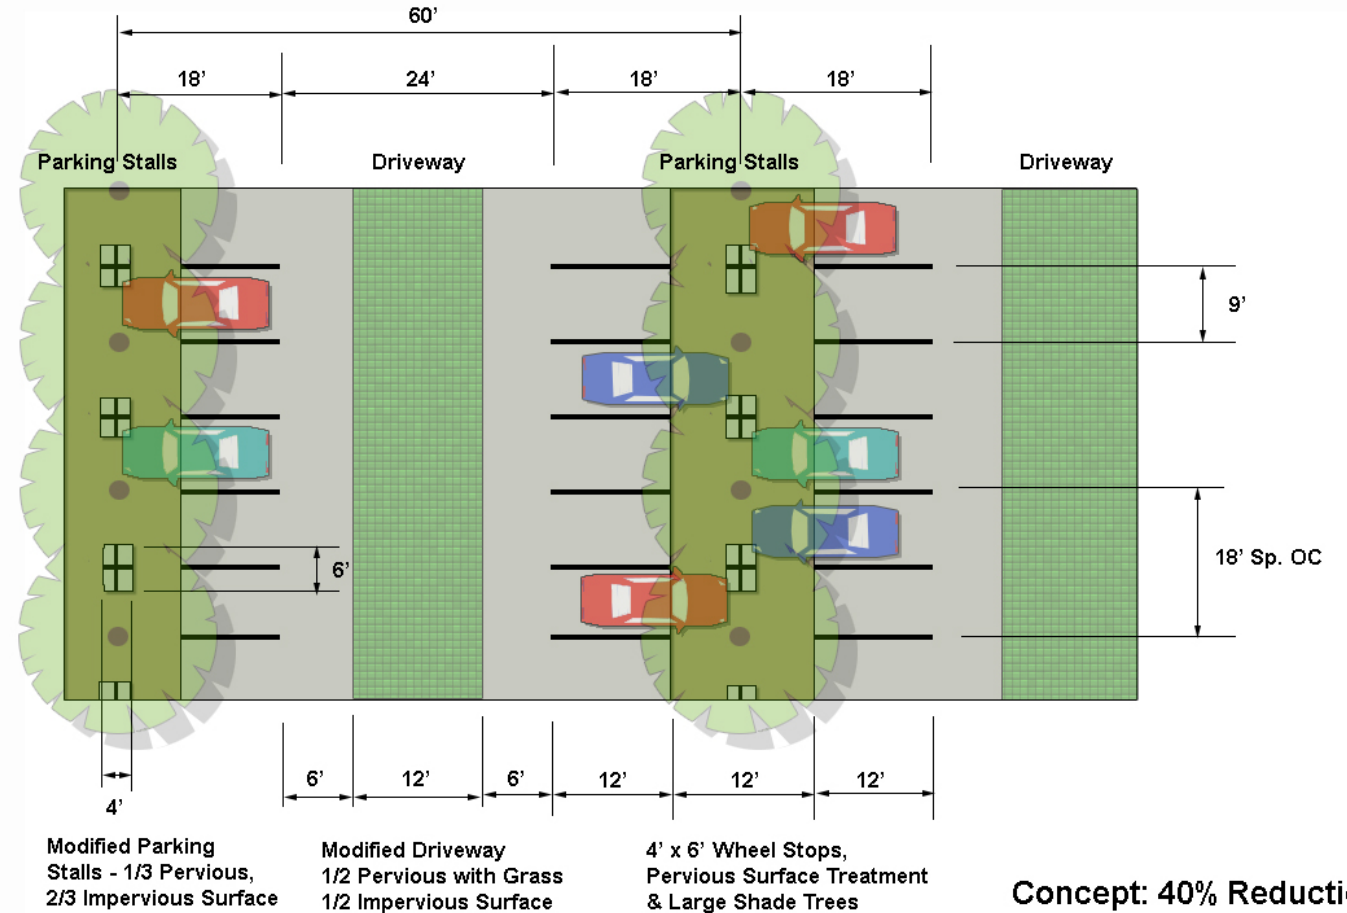 60’
18’
24’
18’
18’
Parking Stalls
Driveway
Parking Stalls
Driveway
9’
6’
18’ Sp. OC
6’
12’
6’
12’
12’
12’
4’
Modified Parking
Stalls - 1/3 Pervious,
2/3 Impervious Surface
Modified Driveway
1/2 Pervious with Grass
1/2 Impervious Surface
4’ x 6’ Wheel Stops,
Pervious Surface Treatment
& Large Shade Trees
Concept: 40%